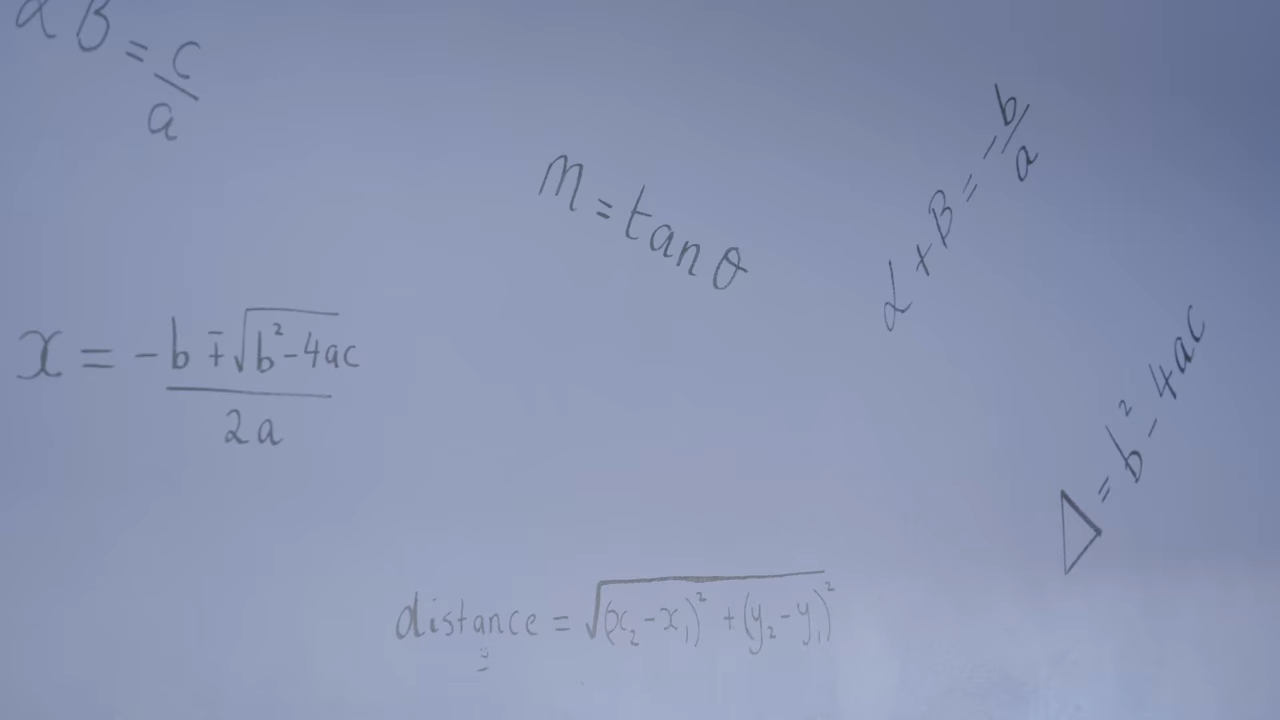 αβ = c/a
m = tan θ
α + β = -b/a
x = -b ∓ √b² - 4ac / 2a
Δ = b² - 4ac
distance = √(x₂ - x₁)² + (y₂ - y₁)²